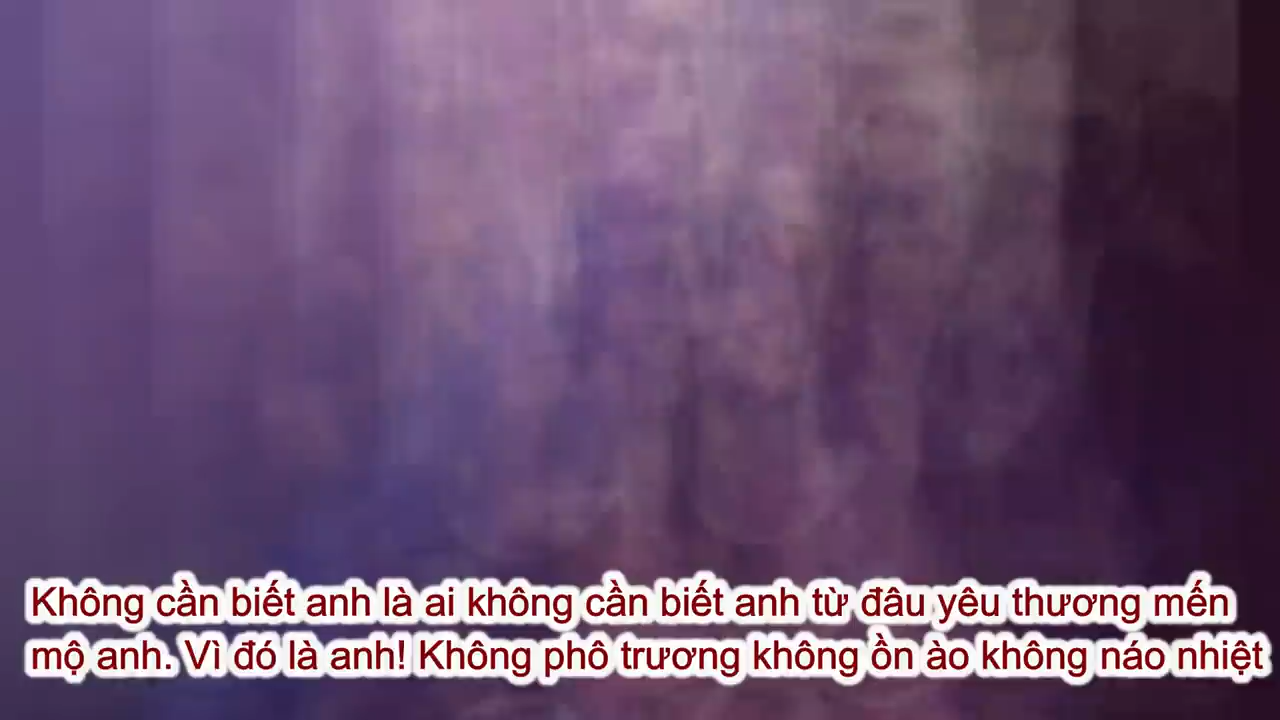 Không cần biết anh là ai không cần biết anh từ đâu yêu thương mến
mộ anh. Vì đó là anh! Không phô trương không ồn ào không náo nhiệt